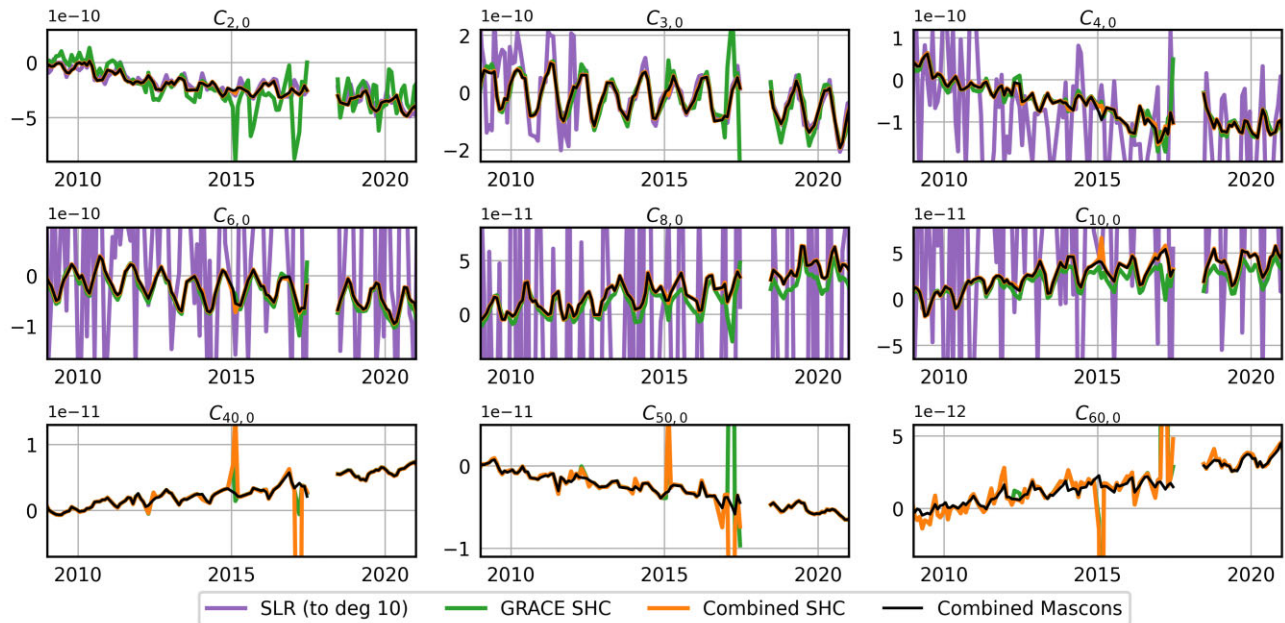 1e−10 C2,0 1e−10 C3,0 1e−10 C4,0
0 −5
2 0 −2
1 0 −1
2010 2015 2020 2010 2015 2020 2010 2015 2020
1e−10 C6,0 1e−11 C8,0 1e−11 C10,0
0 −1
5 0
5 0 −5
2010 2015 2020 2010 2015 2020 2010 2015 2020
1e−11 C40,0 1e−11 C50,0 1e−12 C60,0
1 0
0 −1
5 0
2010 2015 2020 2010 2015 2020 2010 2015 2020
SLR (to deg 10) GRACE SHC Combined SHC Combined Mascons